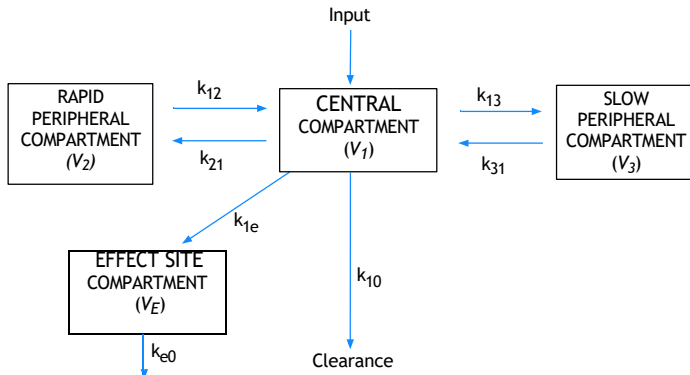 Input
k12
k21
RAPID
PERIPHERAL
COMPARTMENT
(V2)
CENTRAL
COMPARTMENT
(V1)
k13
k31
SLOW
PERIPHERAL
COMPARTMENT
(V3)
k1e
EFFECT SITE
COMPARTMENT
(VE)
k10
ke0
Clearance